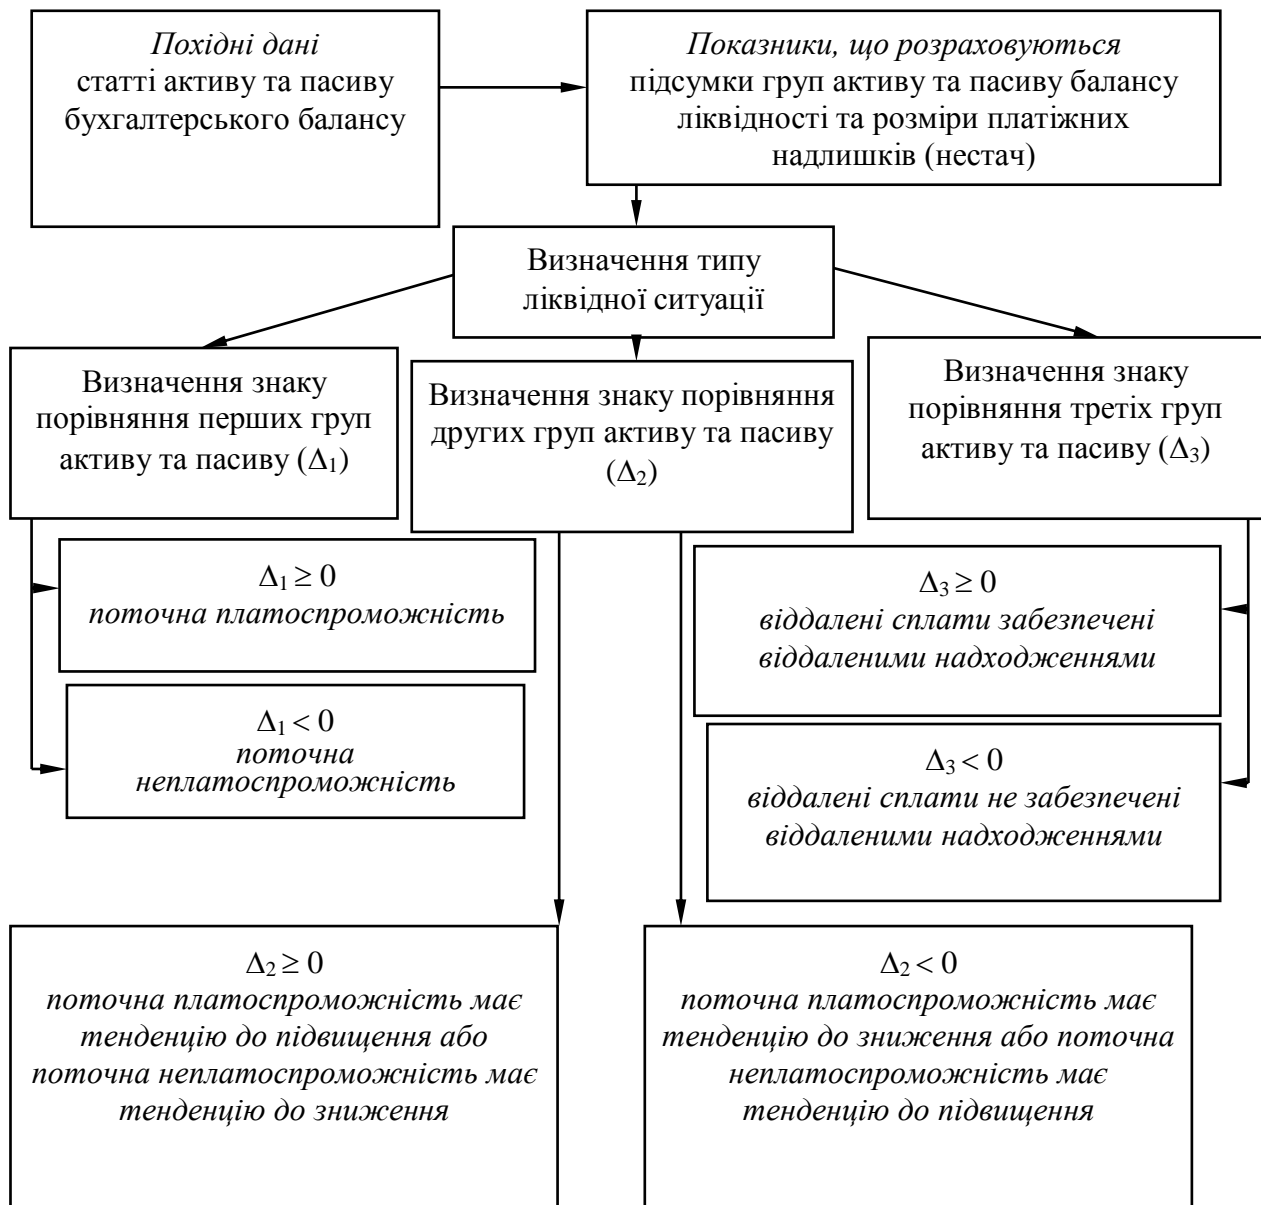 Похідні дані
статті активу та пасиву
бухгалтерського балансу
Показники, що розраховуються
підсумки груп активу та пасиву балансу
ліквідності та розміри платіжних
надлишків (нестач)
Визначення типу
ліквідної ситуації
Визначення знаку
порівняння перших груп
активу та пасиву (Δ₁)
Визначення знаку порівняння
других груп активу та пасиву
(Δ₂)
Визначення знаку
порівняння третіх груп
активу та пасиву (Δ₃)
Δ₁ ≥ 0
поточна платоспроможність
Δ₁ < 0
поточна
неплатоспроможність
Δ₃ ≥ 0
віддалені сплати забезпечені
віддаленими надходженнями
Δ₃ < 0
віддалені сплати не забезпечені
віддаленими надходженнями
Δ₂ ≥ 0
поточна платоспроможність має
тенденцію до підвищення або
поточна неплатоспроможність має
тенденцію до зниження
Δ₂ < 0
поточна платоспроможність має
тенденцію до зниження або поточна
неплатоспроможність має
тенденцію до підвищення